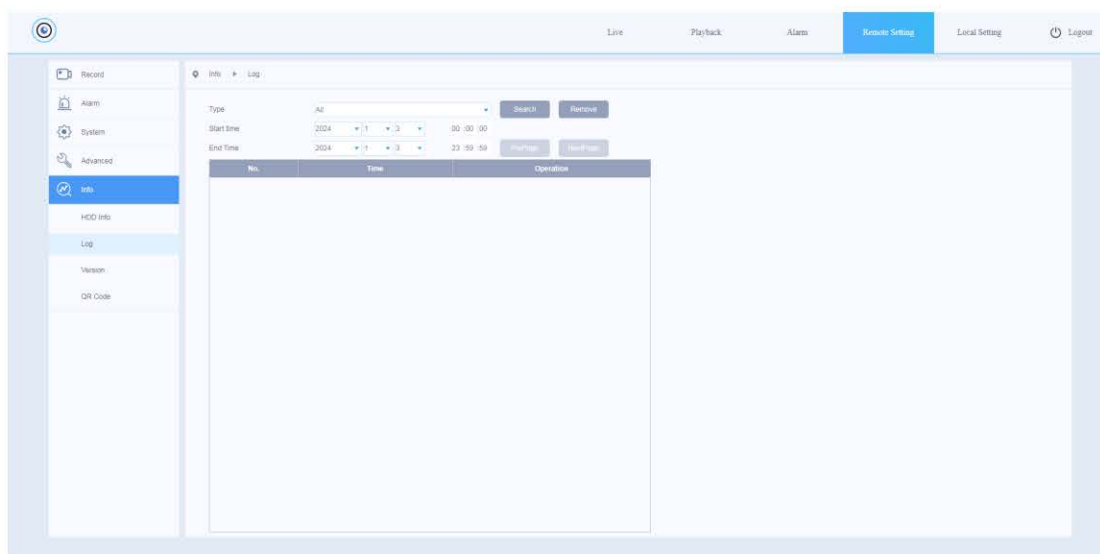 Live Playback Alarm Remote Setting Local Setting Logout
Record
Alarm
System
Advanced
Info
HDD Info
Log
Version
QR Code
Info Log
Type All Search Remove
Start time 2024 1 3 00 :00 :00
End Time 2024 1 3 23 :59 :59 PrePage NextPage
No. Time Operation